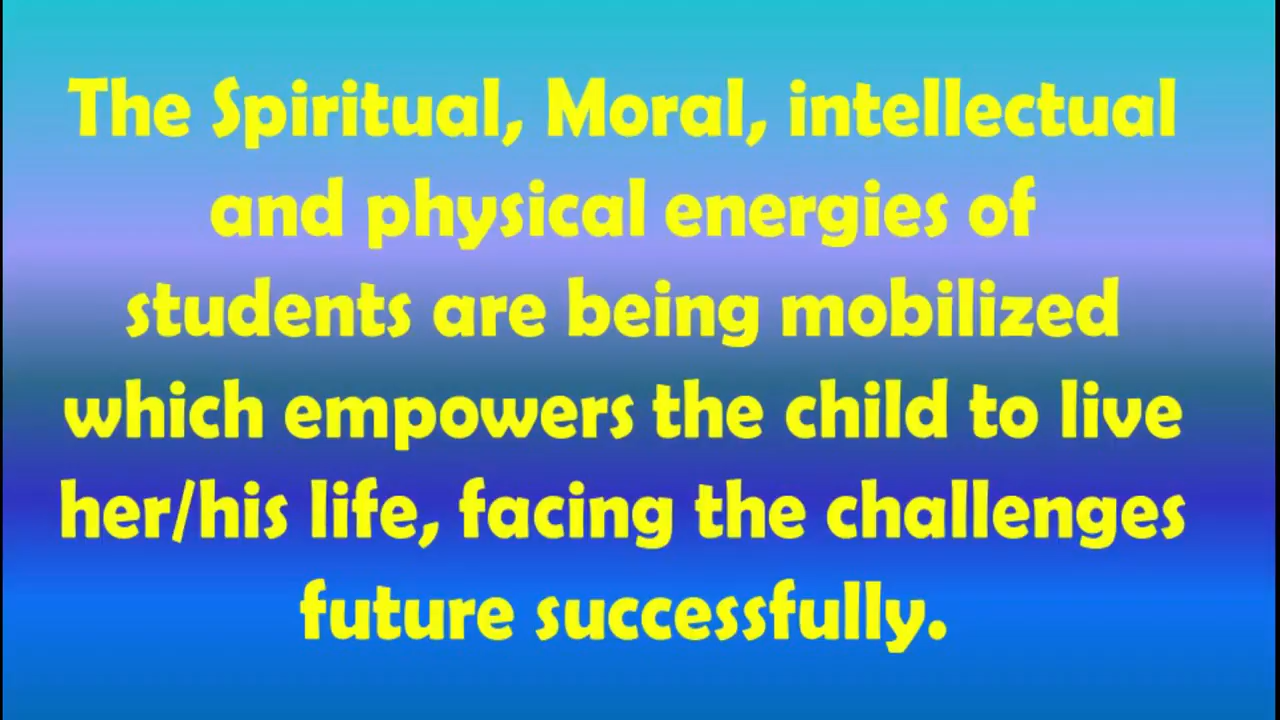 The Spiritual, Moral, intellectual
and physical energies of
students are being mobilized
which empowers the child to live
her/his life, facing the challenges
future successfully.